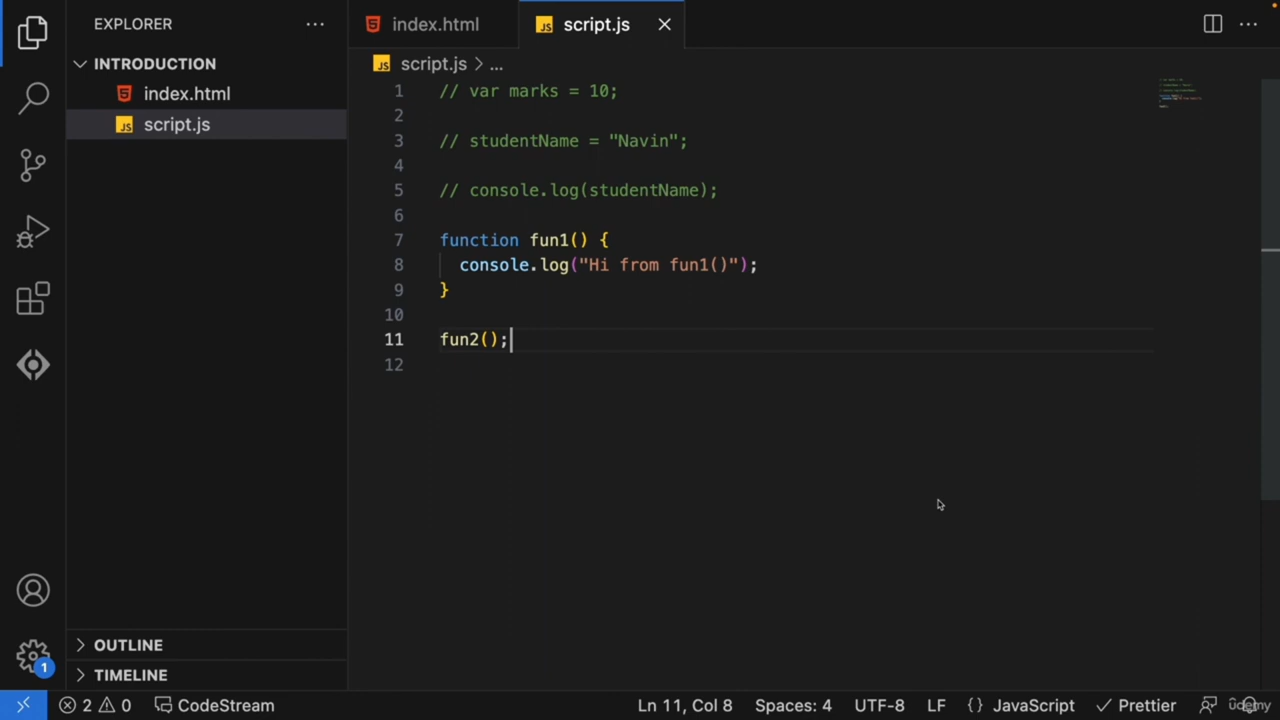 EXPLORER
index.html
script.js
INTRODUCTION
index.html
script.js
script.js > ...
1 // var marks = 10;
2
3 // studentName = "Navin";
4
5 // console.log(studentName);
6
7 function fun1() {
8 console.log("Hi from fun1()");
9 }
10
11 fun2();
12
OUTLINE
TIMELINE
1
2 0 CodeStream Ln 11, Col 8 Spaces: 4 UTF-8 LF {} JavaScript Prettier
udemy